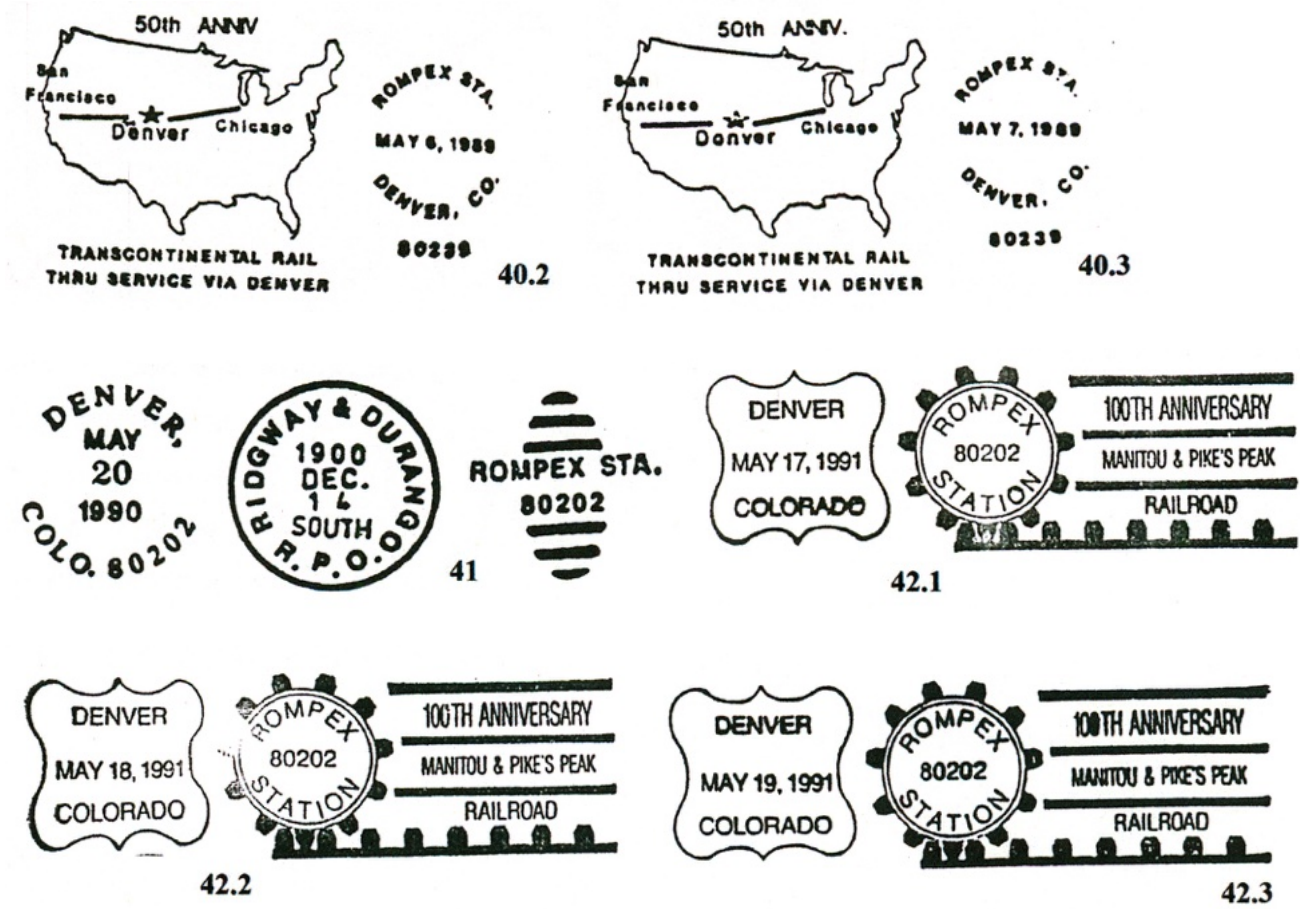 50th ANNIV
San
Francisco
Denver
Chicago
TRANSCONTINENTAL RAIL
THRU SERVICE VIA DENVER
ROMPEX STA.
MAY 6, 1989
DENVER, CO.
80239
40.2
50th ANNIV.
San
Francisco
Denver
Chicago
TRANSCONTINENTAL RAIL
THRU SERVICE VIA DENVER
ROMPEX STA.
MAY 7, 1989
DENVER, CO.
80239
40.3
DENVER,
MAY
20
1990
COLO. 80202
RIDGWAY & DURANGO
1900
DEC.
14
SOUTH
R.P.O.
41
ROMPEX STA.
80202
DENVER
MAY 17, 1991
COLORADO
ROMPEX
80202
STATION
100TH ANNIVERSARY
MANITOU & PIKE'S PEAK
RAILROAD
42.1
DENVER
MAY 18, 1991
COLORADO
ROMPEX
80202
STATION
100TH ANNIVERSARY
MANITOU & PIKE'S PEAK
RAILROAD
42.2
DENVER
MAY 19, 1991
COLORADO
ROMPEX
80202
STATION
100TH ANNIVERSARY
MANITOU & PIKE'S PEAK
RAILROAD
42.3